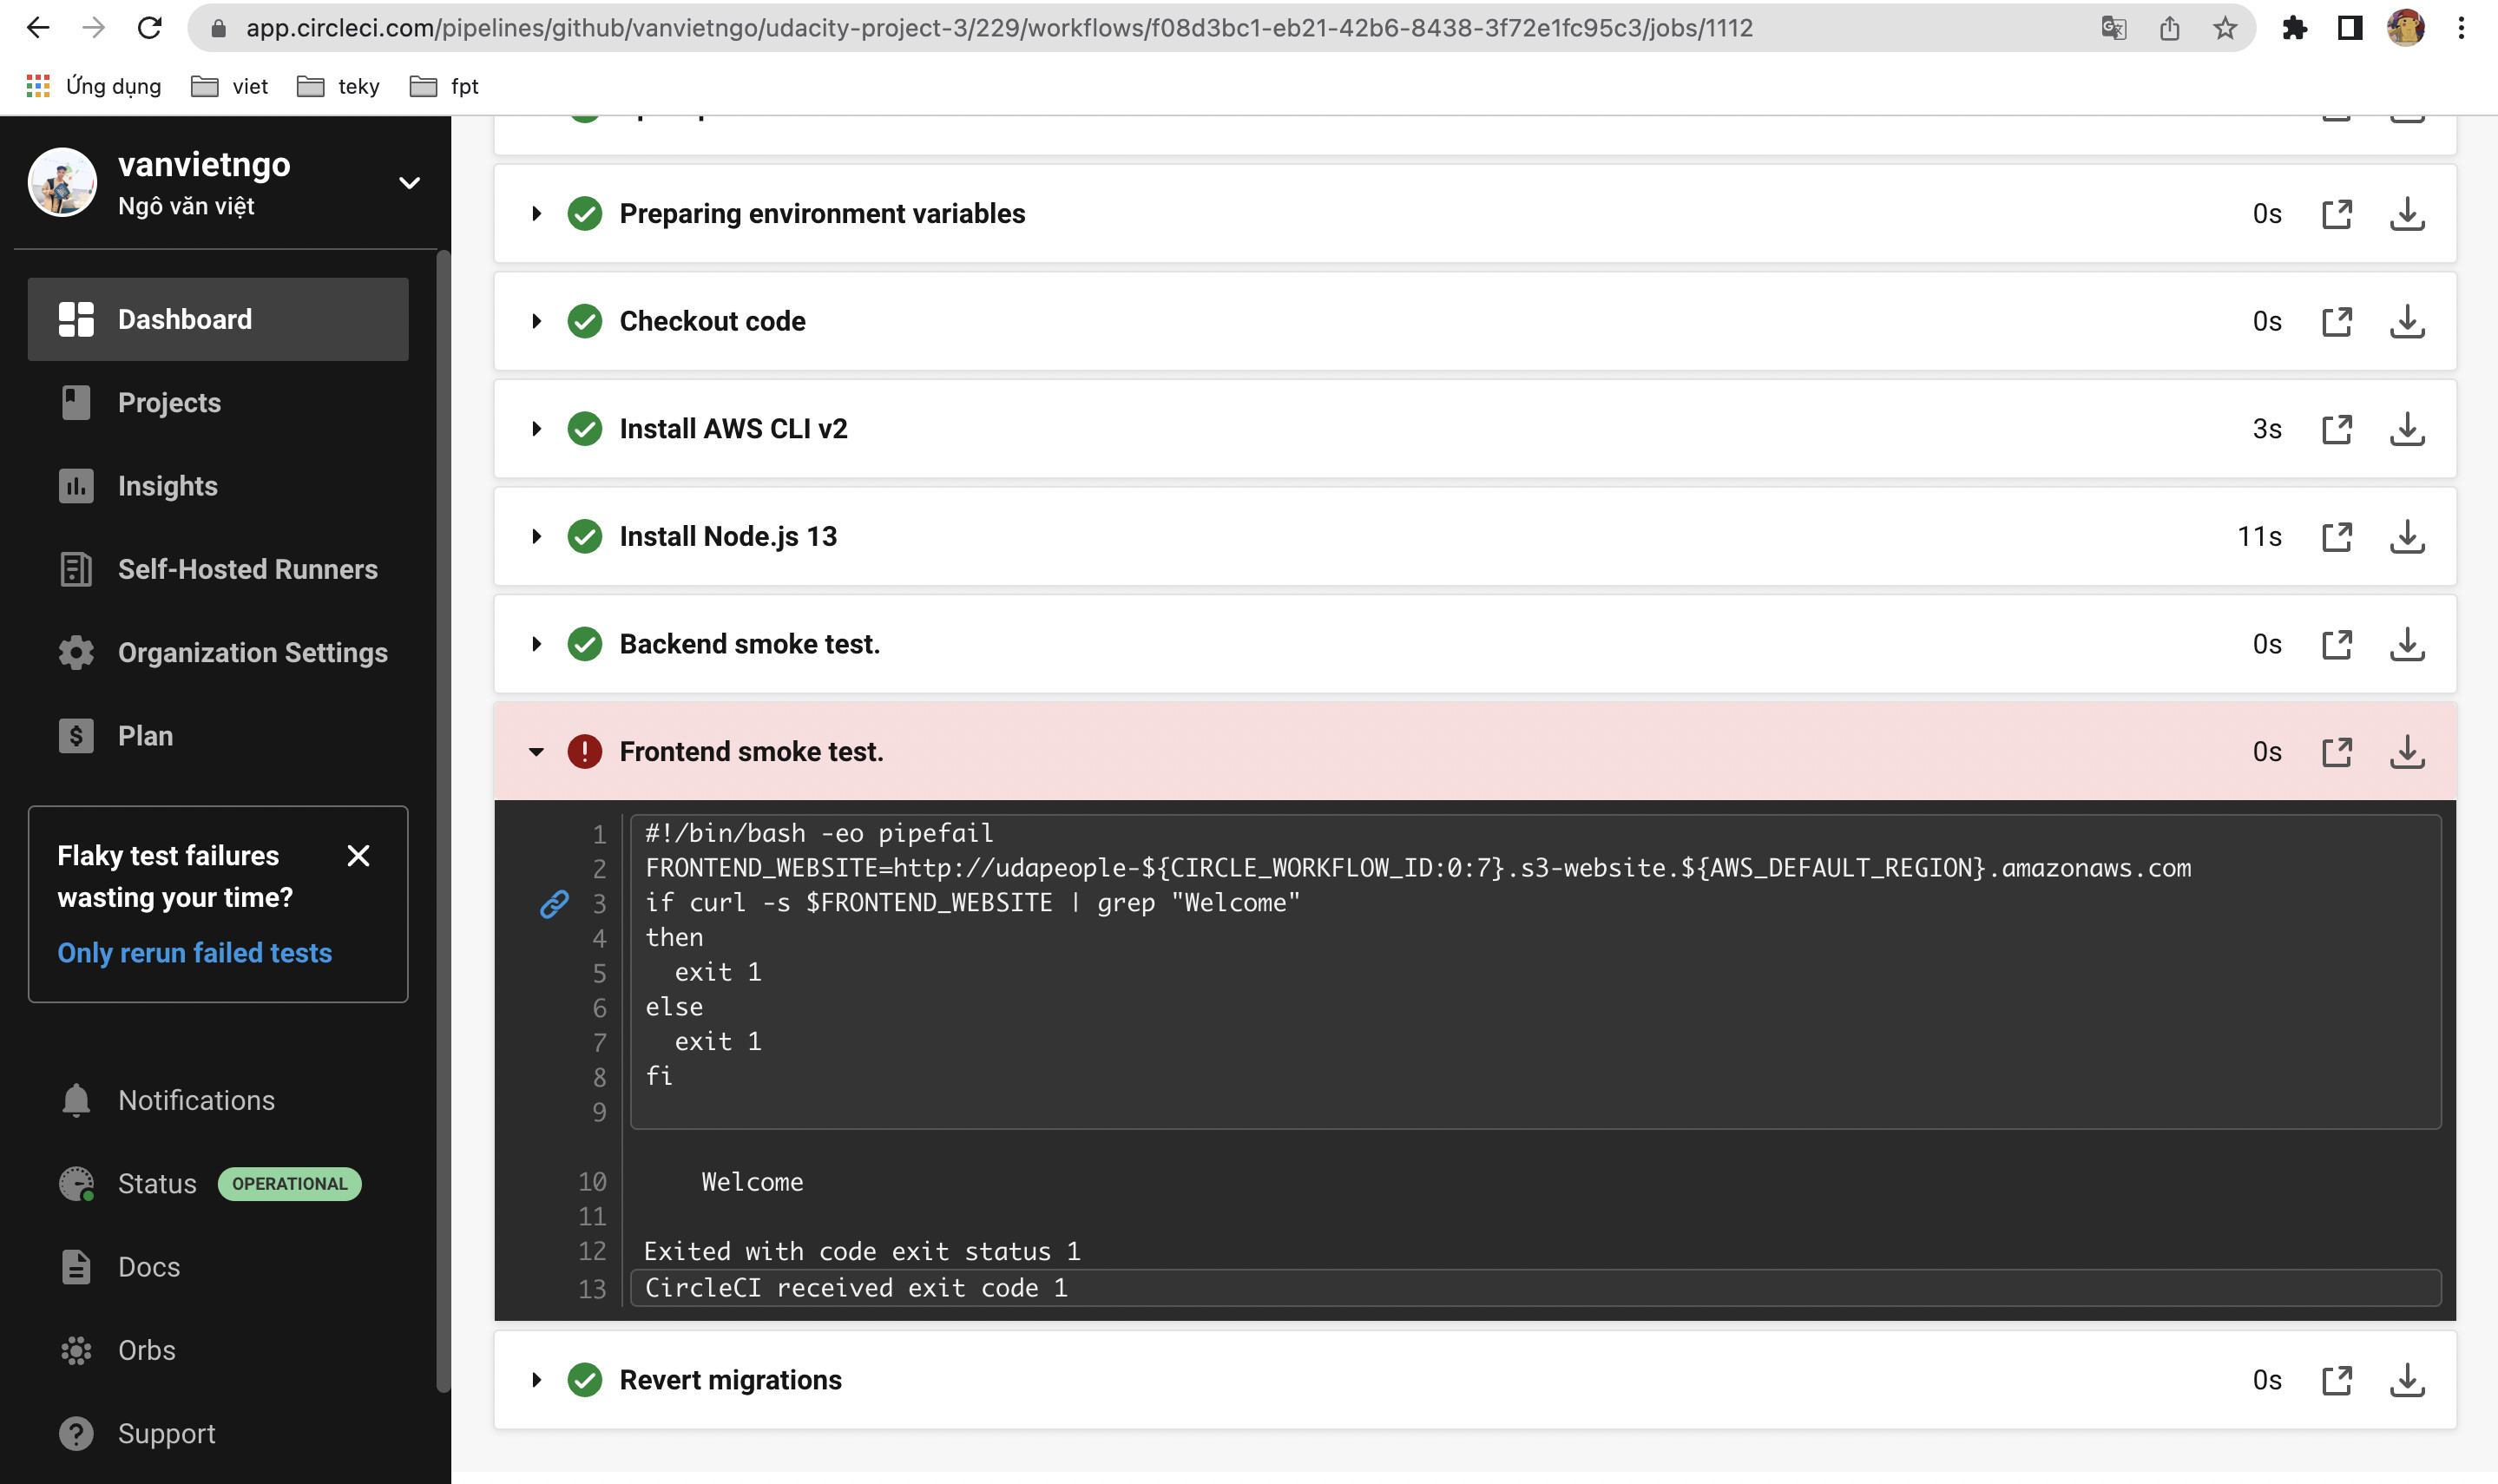 app.circleci.com/pipelines/github/vanvietngo/udacity-project-3/229/workflows/f08d3bc1-eb21-42b6-8438-3f72e1fc95c3/jobs/1112
Ứng dụng viet teky fpt
vanvietngo
Ngô văn việt
Dashboard
Projects
Insights
Self-Hosted Runners
Organization Settings
$ Plan
Flaky test failures
wasting your time?
Only rerun failed tests
Notifications
Status OPERATIONAL
Docs
Orbs
? Support
Preparing environment variables 0s
Checkout code 0s
Install AWS CLI v2 3s
Install Node.js 13 11s
Backend smoke test. 0s
! Frontend smoke test. 0s
1 #!/bin/bash -eo pipefail
2 FRONTEND_WEBSITE=http://udapeople-${CIRCLE_WORKFLOW_ID:0:7}.s3-website.${AWS_DEFAULT_REGION}.amazonaws.com
3 if curl -s $FRONTEND_WEBSITE | grep "Welcome"
4 then
5   exit 1
6 else
7   exit 1
8 fi
9
10     Welcome
11
12 Exited with code exit status 1
13 CircleCI received exit code 1
Revert migrations 0s